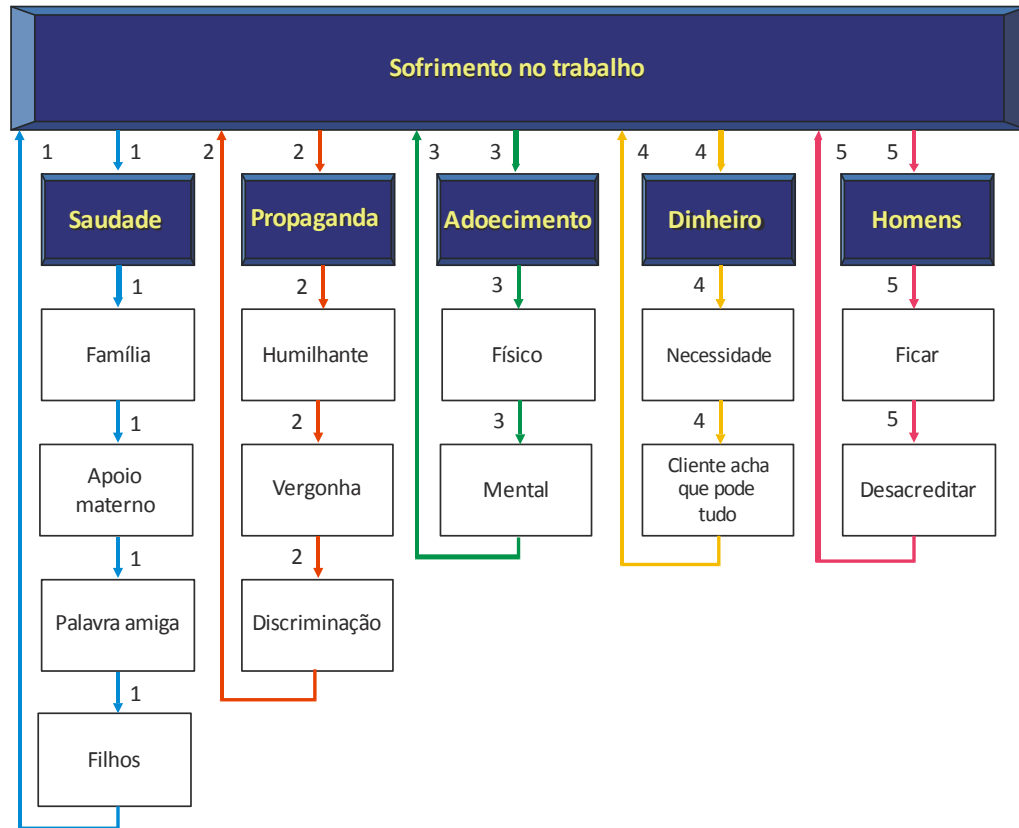 Sofrimento no trabalho
1 1 2 2 3 3 4 4 5 5
Saudade Propaganda Adoecimento Dinheiro Homens
1 2 3 4 5
Família Humilhante Físico Necessidade Ficar
1 2 3 4 5
Apoio
materno
Vergonha
Mental
Cliente acha
que pode
tudo
Desacreditar
1 2
Palavra amiga Discriminação
1
Filhos